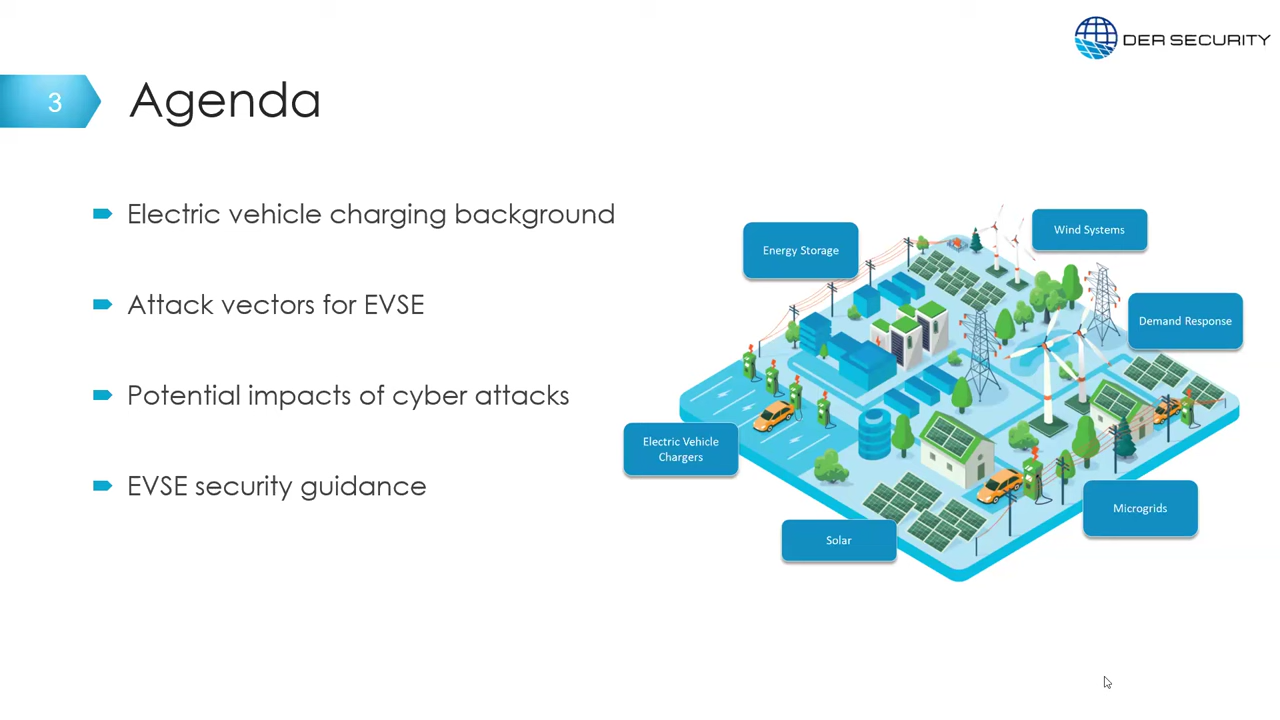 DER SECURITY
3
Agenda
Electric vehicle charging background
Attack vectors for EVSE
Potential impacts of cyber attacks
EVSE security guidance
Energy Storage
Wind Systems
Demand Response
Electric Vehicle
Chargers
Microgrids
Solar